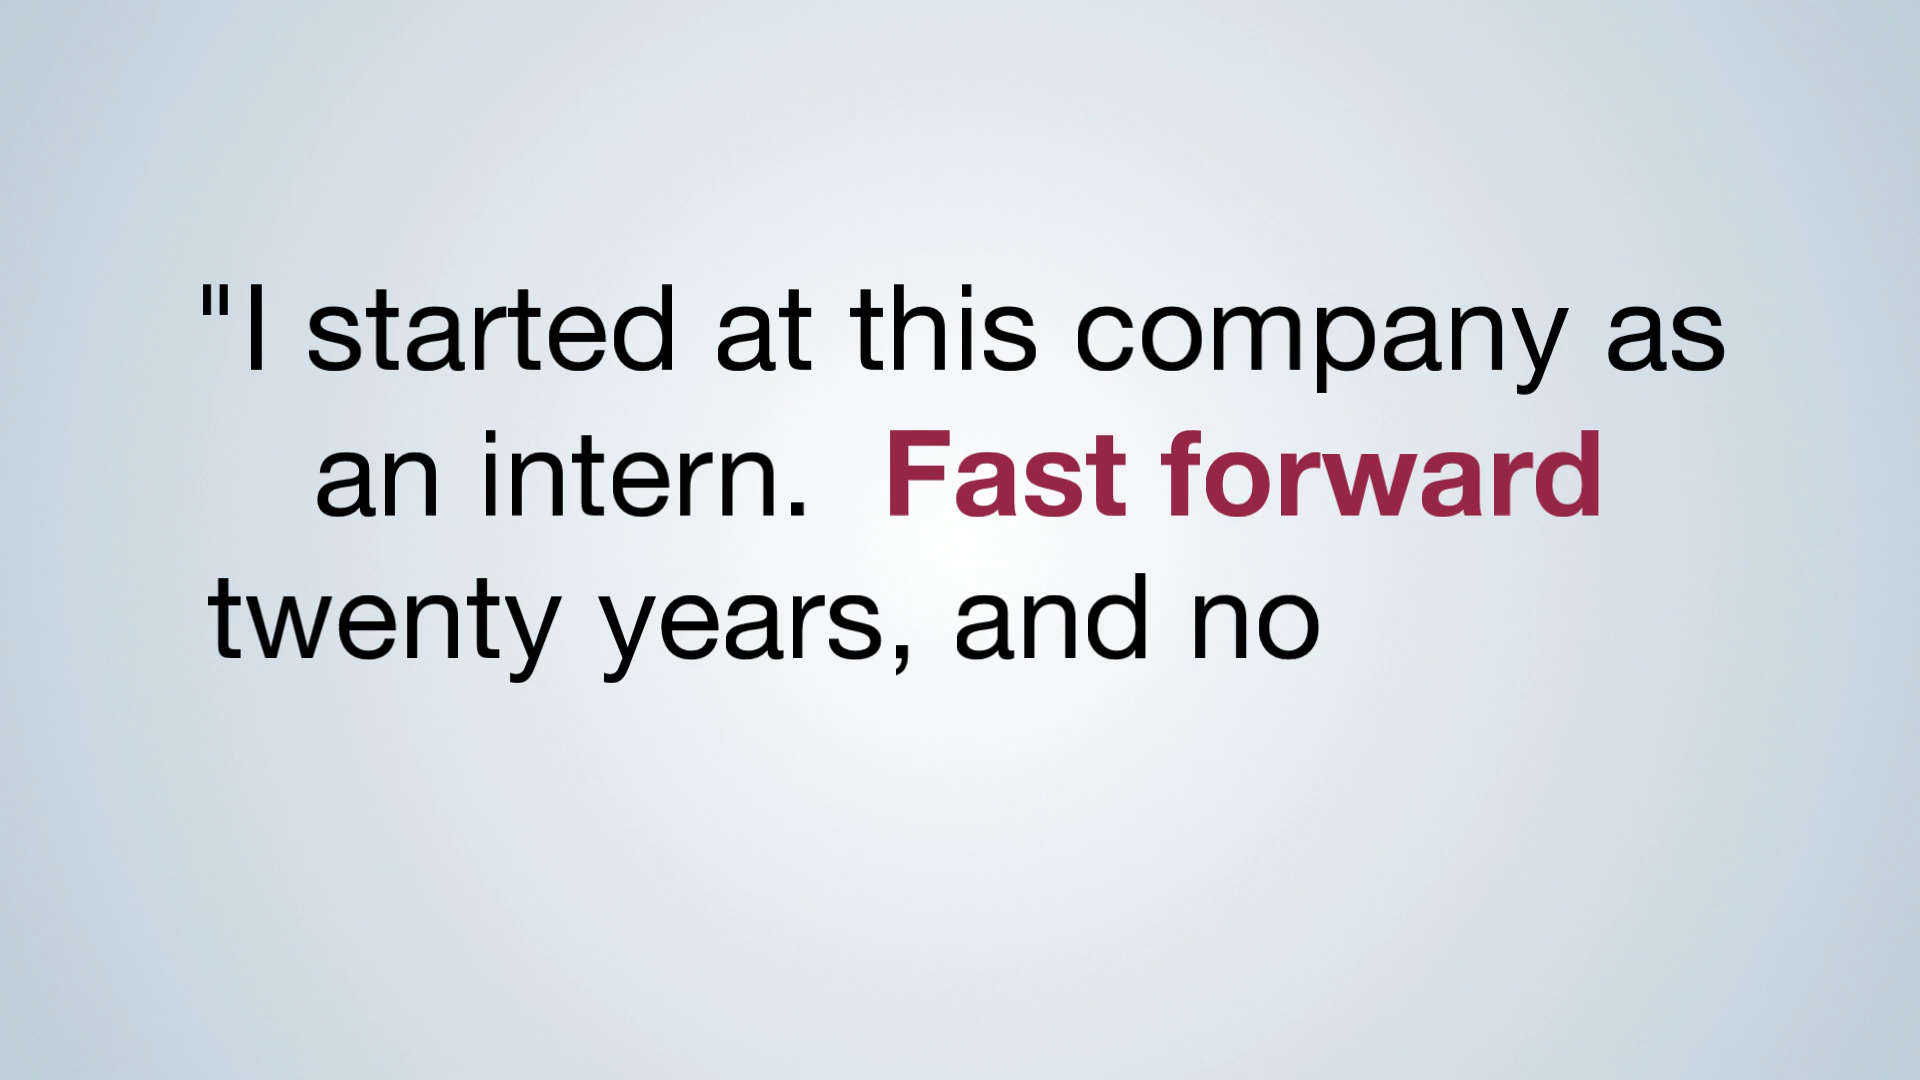 "I started at this company as
an intern.  Fast forward
twenty years, and no